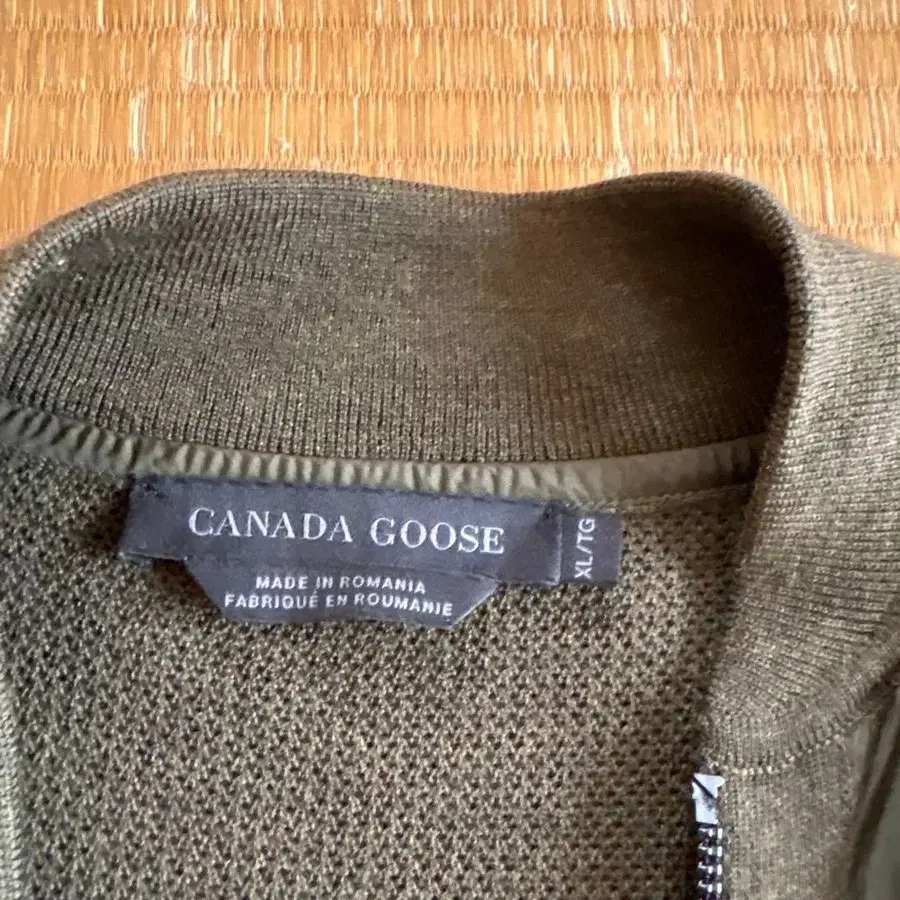 CANADA GOOSE
XL/TG
MADE IN ROMANIA
FABRIQUÉ EN ROUMANIE